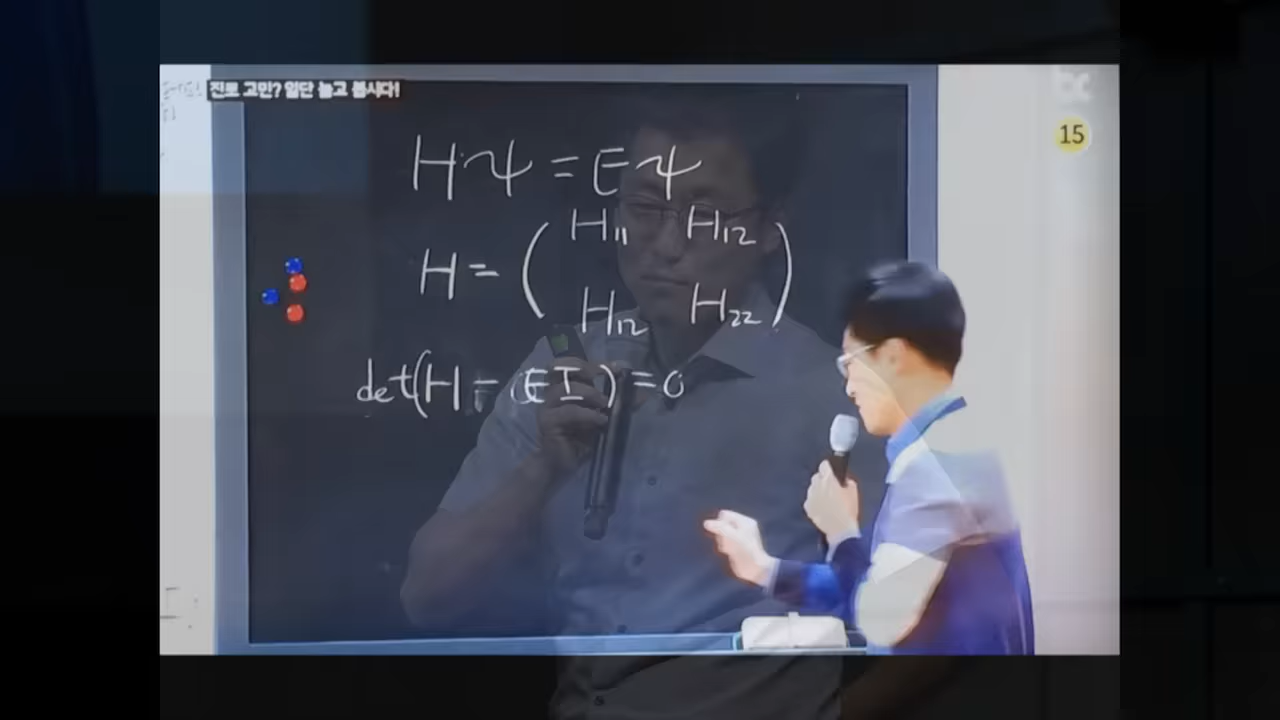 진로 고민? 일단 놀고 봅시다!
15
Hψ = Eψ
H = ( H₁₁ H₁₂
H₁₂ H₂₂ )
det(H - EI) = 0